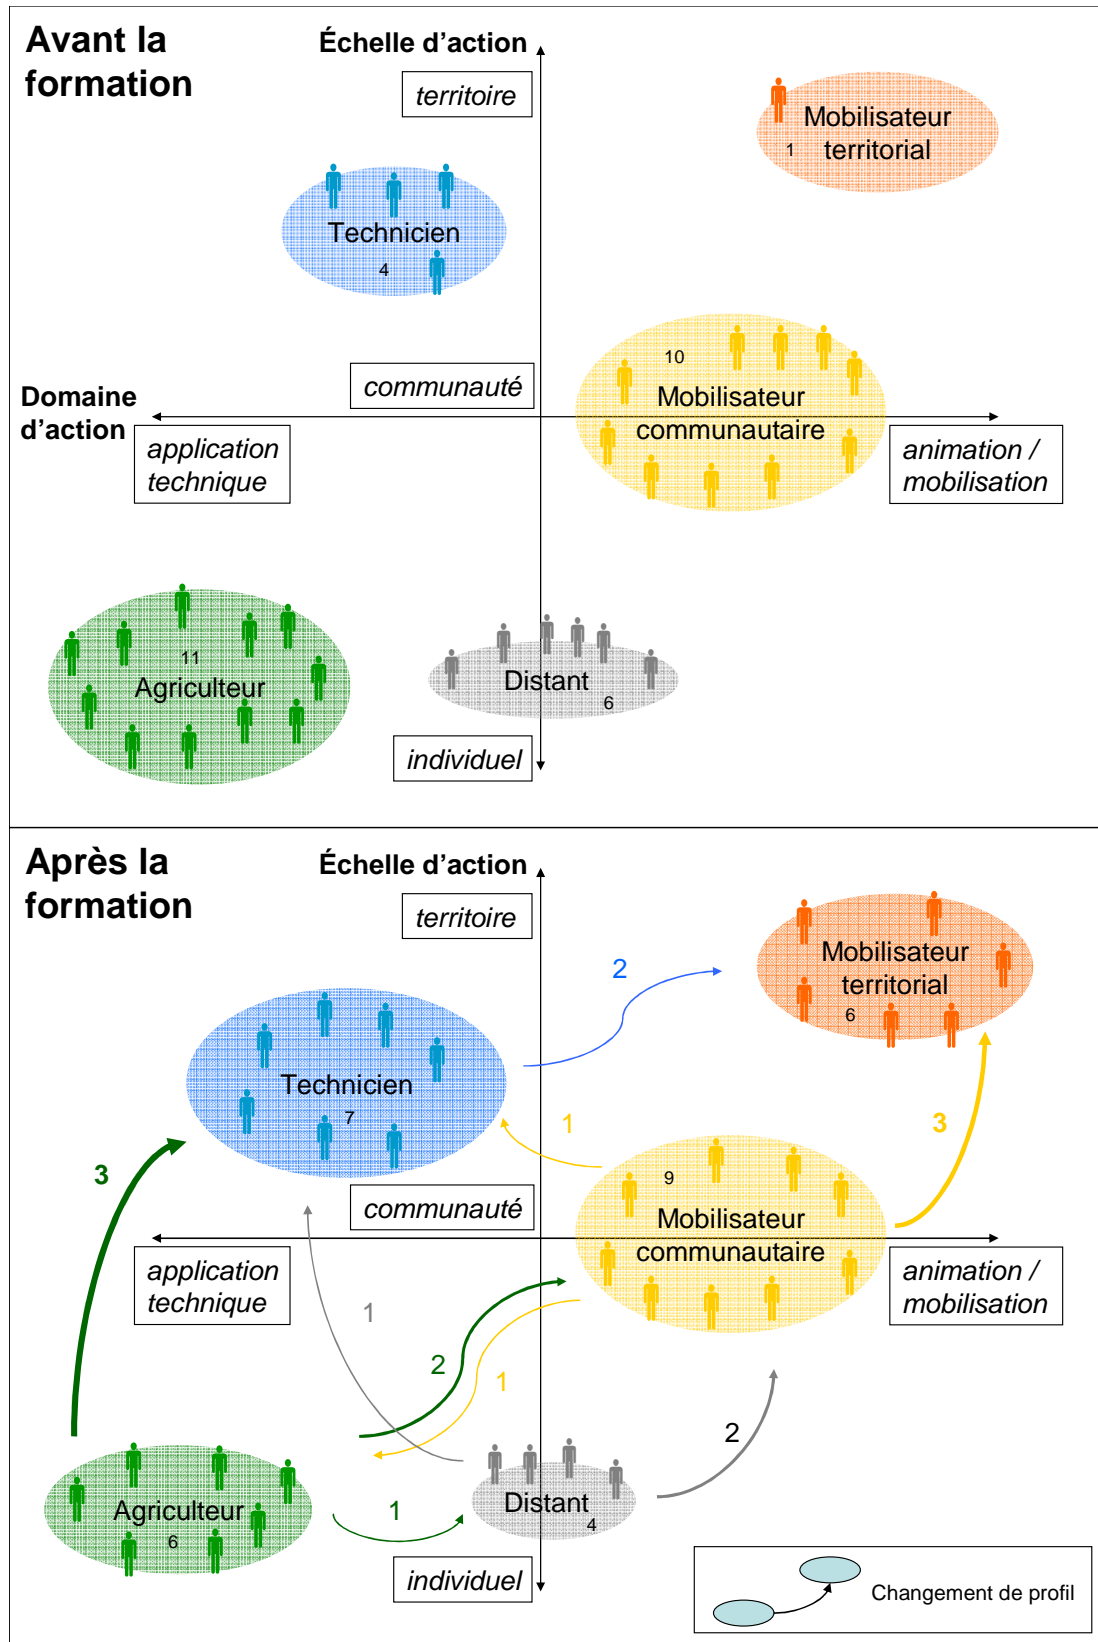 Avant la
formation
Échelle d'action
territoire
Mobilisateur
territorial
1
Technicien
4
10
Mobilisateur
communautaire
communauté
Domaine
d'action
application
technique
animation /
mobilisation
11
Agriculteur
Distant
6
individuel
Après la
formation
Échelle d'action
territoire
Mobilisateur
territorial
6
2
Technicien
7
1
3
3
9
Mobilisateur
communautaire
communauté
application
technique
animation /
mobilisation
1
2
1
2
Agriculteur
6
1
Distant
4
individuel
Changement de profil